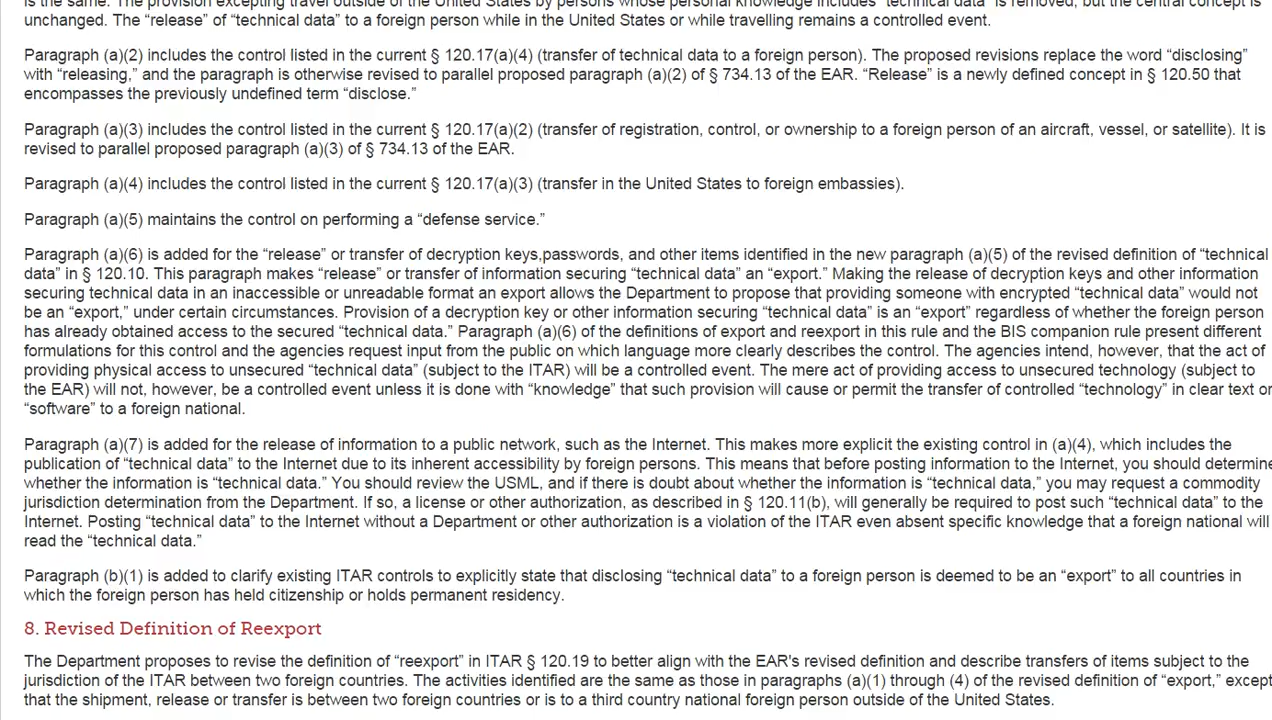 is the same. The provision excepting travel outside of the United States by persons whose personal knowledge includes “technical data” is removed, but the central concept is
unchanged. The “release” of “technical data” to a foreign person while in the United States or while travelling remains a controlled event.
Paragraph (a)(2) includes the control listed in the current § 120.17(a)(4) (transfer of technical data to a foreign person). The proposed revisions replace the word “disclosing”
with “releasing,” and the paragraph is otherwise revised to parallel proposed paragraph (a)(2) of § 734.13 of the EAR. “Release” is a newly defined concept in § 120.50 that
encompasses the previously undefined term “disclose.”
Paragraph (a)(3) includes the control listed in the current § 120.17(a)(2) (transfer of registration, control, or ownership to a foreign person of an aircraft, vessel, or satellite). It is
revised to parallel proposed paragraph (a)(3) of § 734.13 of the EAR.
Paragraph (a)(4) includes the control listed in the current § 120.17(a)(3) (transfer in the United States to foreign embassies).
Paragraph (a)(5) maintains the control on performing a “defense service.”
Paragraph (a)(6) is added for the “release” or transfer of decryption keys,passwords, and other items identified in the new paragraph (a)(5) of the revised definition of “technical
data” in § 120.10. This paragraph makes “release” or transfer of information securing “technical data” an “export.” Making the release of decryption keys and other information
securing technical data in an inaccessible or unreadable format an export allows the Department to propose that providing someone with encrypted “technical data” would not
be an “export,” under certain circumstances. Provision of a decryption key or other information securing “technical data” is an “export” regardless of whether the foreign person
has already obtained access to the secured “technical data.” Paragraph (a)(6) of the definitions of export and reexport in this rule and the BIS companion rule present different
formulations for this control and the agencies request input from the public on which language more clearly describes the control. The agencies intend, however, that the act of
providing physical access to unsecured “technical data” (subject to the ITAR) will be a controlled event. The mere act of providing access to unsecured technology (subject to
the EAR) will not, however, be a controlled event unless it is done with “knowledge” that such provision will cause or permit the transfer of controlled “technology” in clear text or
“software” to a foreign national.
Paragraph (a)(7) is added for the release of information to a public network, such as the Internet. This makes more explicit the existing control in (a)(4), which includes the
publication of “technical data” to the Internet due to its inherent accessibility by foreign persons. This means that before posting information to the Internet, you should determine
whether the information is “technical data.” You should review the USML, and if there is doubt about whether the information is “technical data,” you may request a commodity
jurisdiction determination from the Department. If so, a license or other authorization, as described in § 120.11(b), will generally be required to post such “technical data” to the
Internet. Posting “technical data” to the Internet without a Department or other authorization is a violation of the ITAR even absent specific knowledge that a foreign national will
read the “technical data.”
Paragraph (b)(1) is added to clarify existing ITAR controls to explicitly state that disclosing “technical data” to a foreign person is deemed to be an “export” to all countries in
which the foreign person has held citizenship or holds permanent residency.
8. Revised Definition of Reexport
The Department proposes to revise the definition of “reexport” in ITAR § 120.19 to better align with the EAR's revised definition and describe transfers of items subject to the
jurisdiction of the ITAR between two foreign countries. The activities identified are the same as those in paragraphs (a)(1) through (4) of the revised definition of “export,” except
that the shipment, release or transfer is between two foreign countries or is to a third country national foreign person outside of the United States.